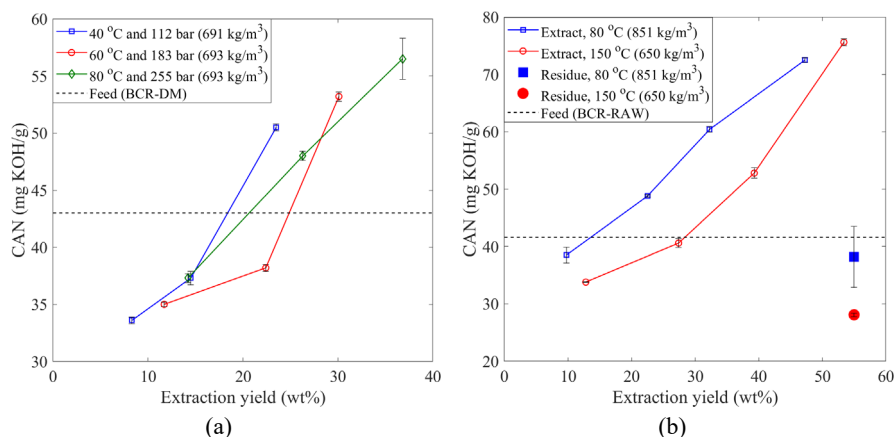 60
55
50
45
40
35
30
CAN (mg KOH/g)
40 °C and 112 bar (691 kg/m³)
60 °C and 183 bar (693 kg/m³)
80 °C and 255 bar (693 kg/m³)
Feed (BCR-DM)
0 10 20 30 40
Extraction yield (wt%)
(a)
80
70
60
50
40
30
20
CAN (mg KOH/g)
Extract, 80 °C (851 kg/m³)
Extract, 150 °C (650 kg/m³)
Residue, 80 °C (851 kg/m³)
Residue, 150 °C (650 kg/m³)
Feed (BCR-RAW)
0 10 20 30 40 50 60
Extraction yield (wt%)
(b)